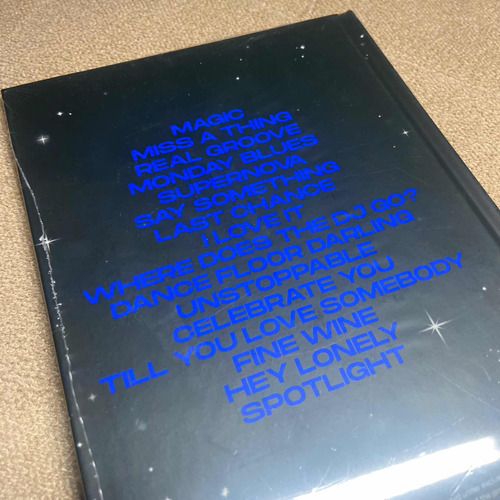 MAGIC
MISS A THING
REAL GROOVE
MONDAY BLUES
SUPERNOVA
SAY SOMETHING
LAST CHANCE
I LOVE IT
WHERE DOES THE DJ GO?
DANCE FLOOR DARLING
UNSTOPPABLE
CELEBRATE YOU
TILL YOU LOVE SOMEBODY
FINE WINE
HEY LONELY
SPOTLIGHT